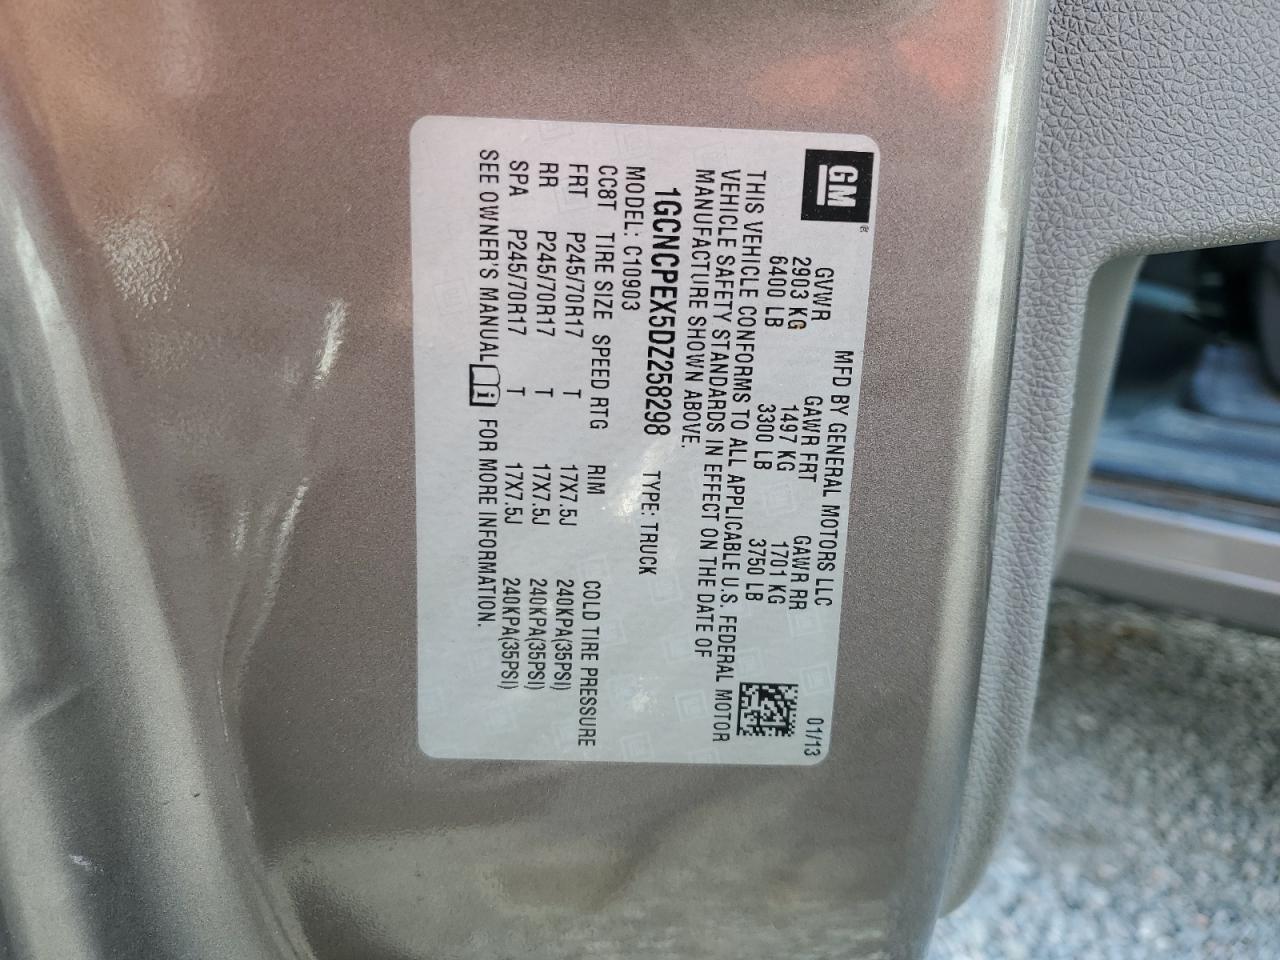 GM
MFD BY GENERAL MOTORS LLC 01/13
GVWR GAWR FRT GAWR RR
2903 KG 1497 KG 1701 KG
6400 LB 3300 LB 3750 LB
THIS VEHICLE CONFORMS TO ALL APPLICABLE U.S. FEDERAL MOTOR
VEHICLE SAFETY STANDARDS IN EFFECT ON THE DATE OF
MANUFACTURE SHOWN ABOVE.
1GCNCPEX5DZ258298 TYPE: TRUCK
MODEL: C10903
CC8T TIRE SIZE SPEED RTG RIM COLD TIRE PRESSURE
FRT P245/70R17 T 17X7.5J 240KPA(35PSI)
RR P245/70R17 T 17X7.5J 240KPA(35PSI)
SPA P245/70R17 T 17X7.5J 240KPA(35PSI)
SEE OWNER'S MANUAL i FOR MORE INFORMATION.